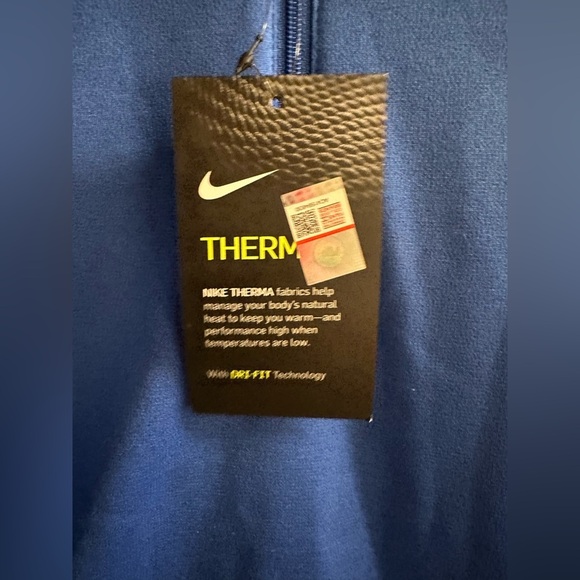 THERM
NIKE THERMA fabrics help
manage your body's natural
heat to keep you warm—and
performance high when
temperatures are low.
With DRI-FIT Technology